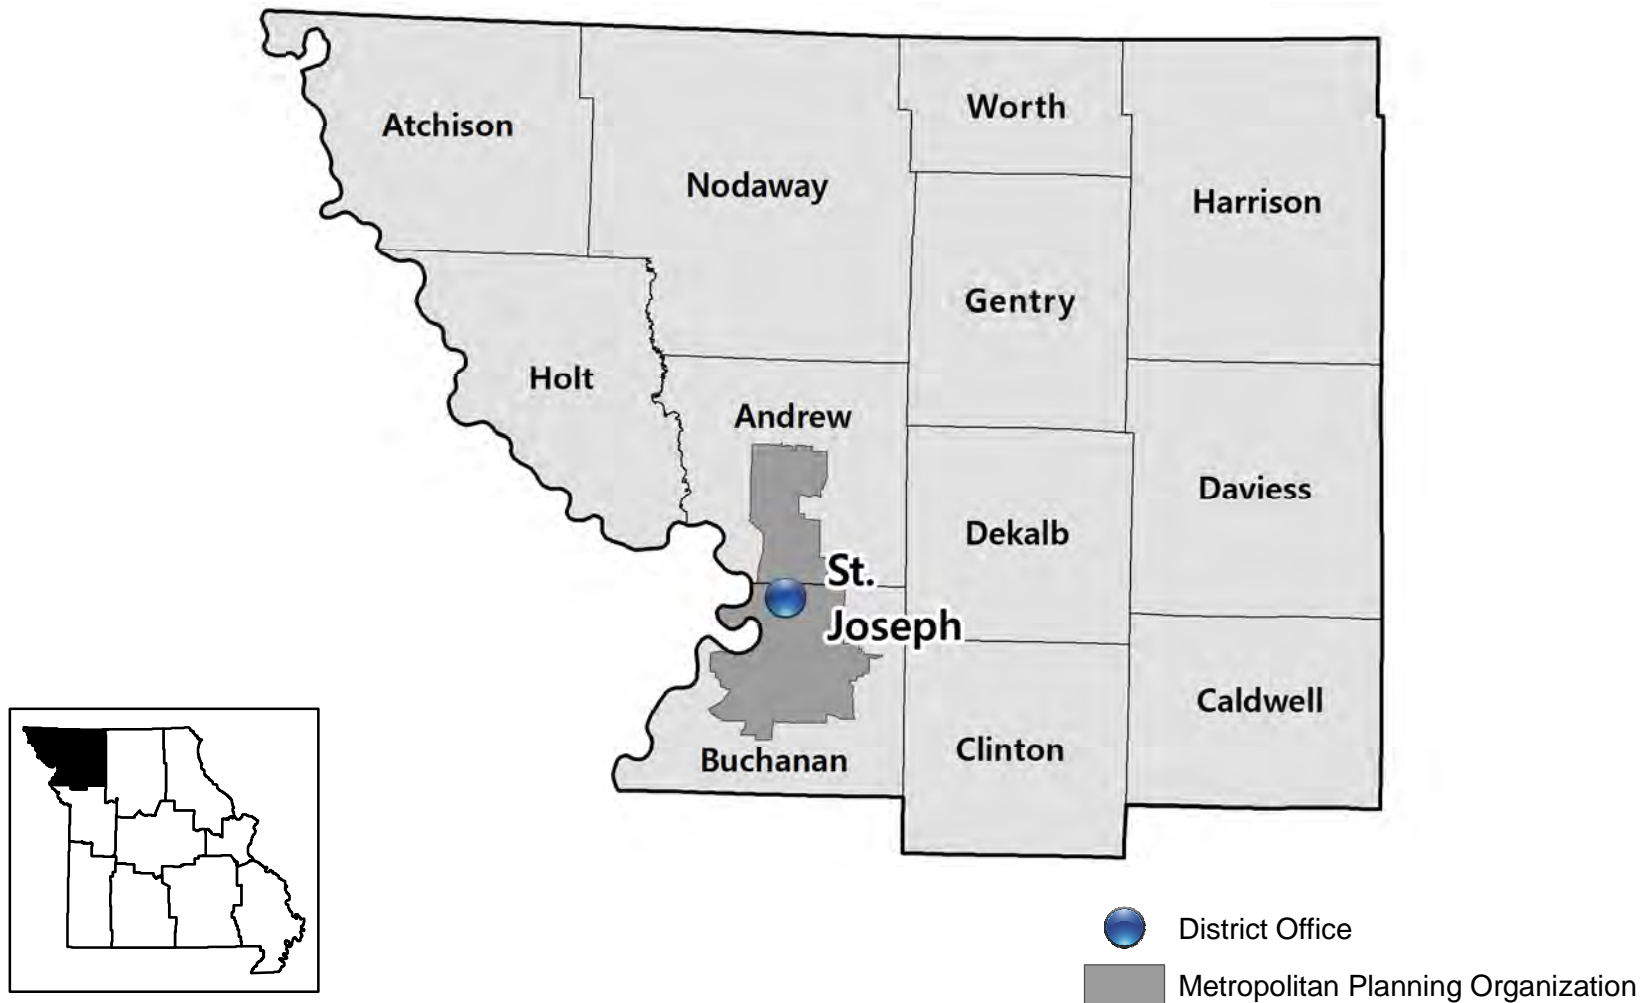 Worth
Atchison
Nodaway
Harrison
Gentry
Holt
Andrew
Daviess
Dekalb
St.
Joseph
Caldwell
Clinton
Buchanan
District Office
Metropolitan Planning Organization